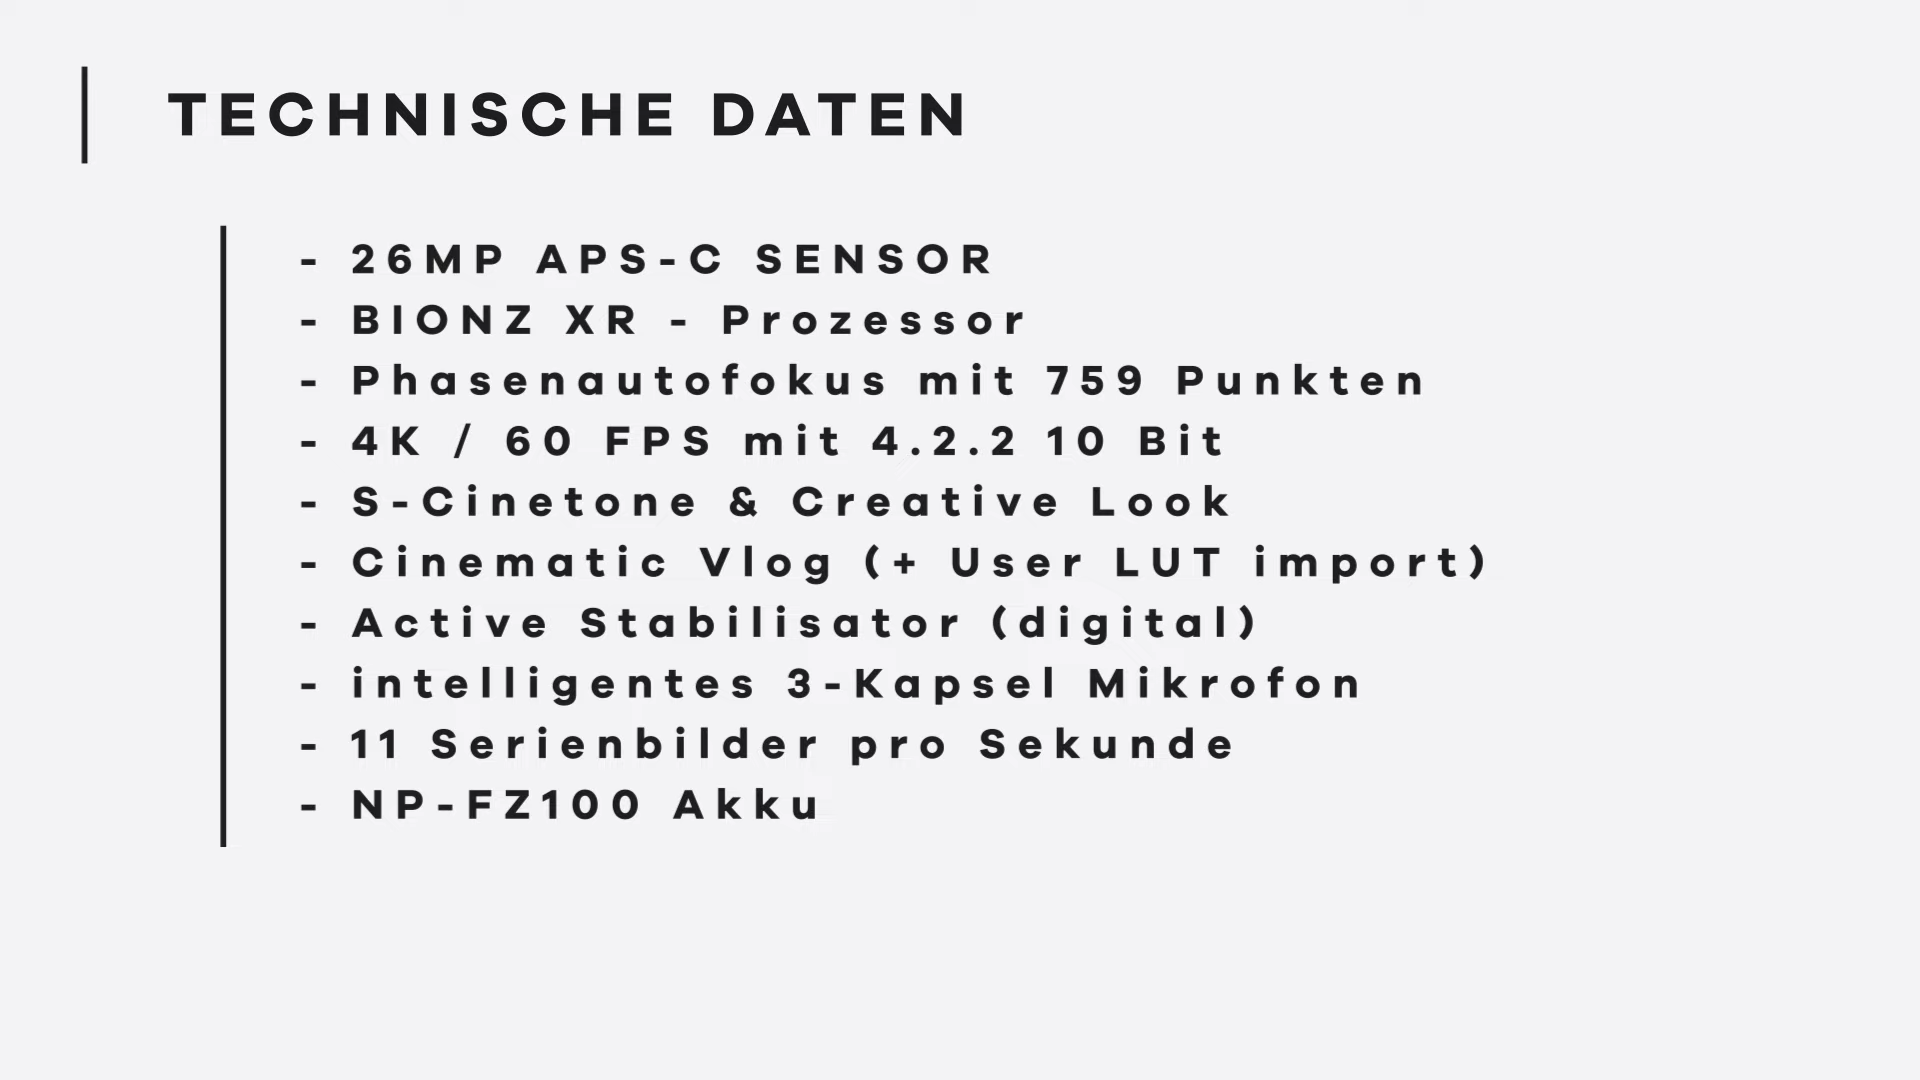 TECHNISCHE DATEN
- 26MP APS-C SENSOR
- BIONZ XR - Prozessor
- Phasenautofokus mit 759 Punkten
- 4K / 60 FPS mit 4.2.2 10 Bit
- S-Cinetone & Creative Look
- Cinematic Vlog (+ User LUT import)
- Active Stabilisator (digital)
- intelligentes 3-Kapsel Mikrofon
- 11 Serienbilder pro Sekunde
- NP-FZ100 Akku